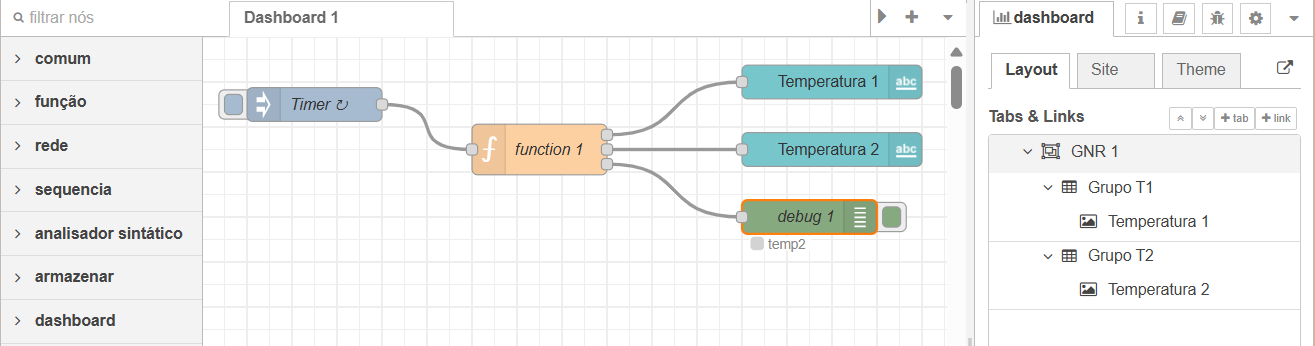 filtrar nós
comum
função
rede
sequencia
analisador sintático
armazenar
dashboard
Dashboard 1
Timer ↻
function 1
Temperatura 1
abc
Temperatura 2
abc
debug 1
temp2
dashboard
i
Layout
Site
Theme
Tabs & Links
+ tab
+ link
GNR 1
Grupo T1
Temperatura 1
Grupo T2
Temperatura 2